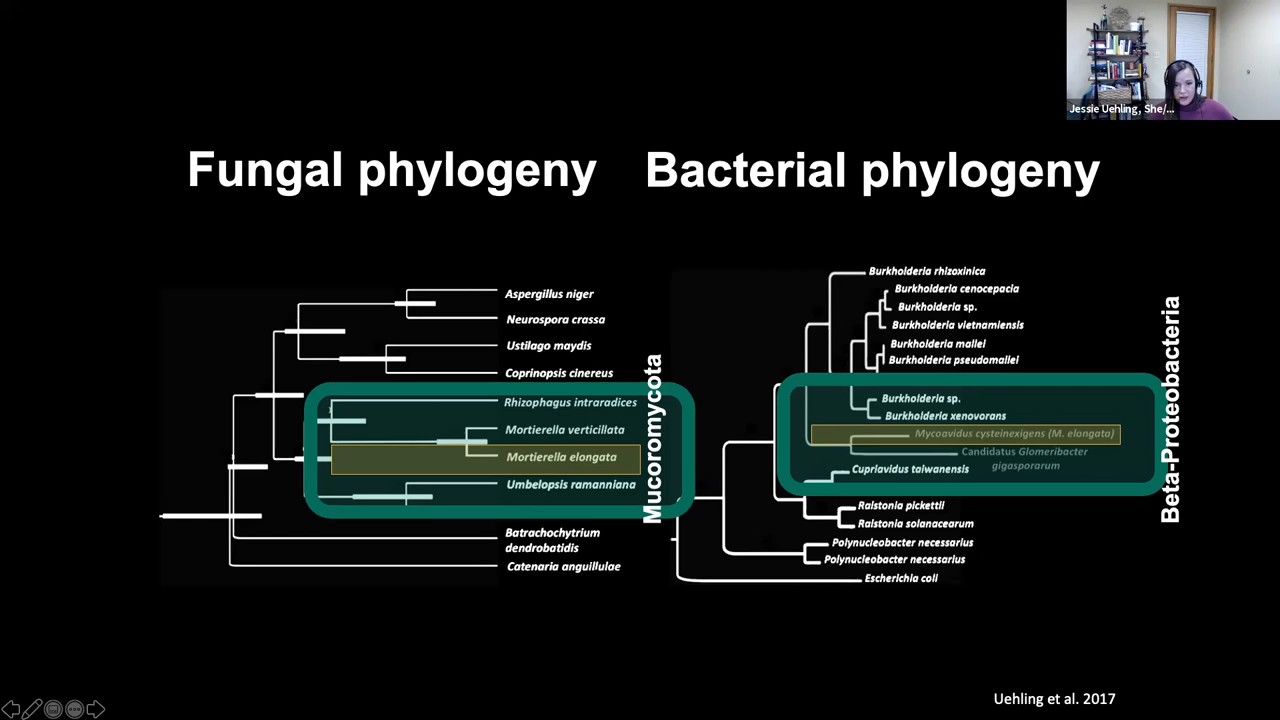 Jessie Uehling, She/...
Fungal phylogeny
Bacterial phylogeny
Aspergillus niger
Neurospora crassa
Ustilago maydis
Coprinopsis cinereus
Rhizophagus intraradices
Mortierella verticillata
Mortierella elongata
Umbelopsis ramanniana
Batrachochytrium
dendrobatidis
Catenaria anguillulae
Mucoromycota
Burkholderia rhizoxinica
Burkholderia cenocepacia
Burkholderia sp.
Burkholderia vietnamiensis
Burkholderia mallei
Burkholderia pseudomallei
Burkholderia sp.
Burkholderia xenovorans
Mycoavidus cysteinexigens (M. elongata)
Candidatus Glomeribacter
gigasporarum
Cupriavidus taiwanensis
Ralstonia pickettii
Ralstonia solanacearum
Polynucleobacter necessarius
Polynucleobacter necessarius
Escherichia coli
Beta-Proteobacteria
Uehling et al. 2017